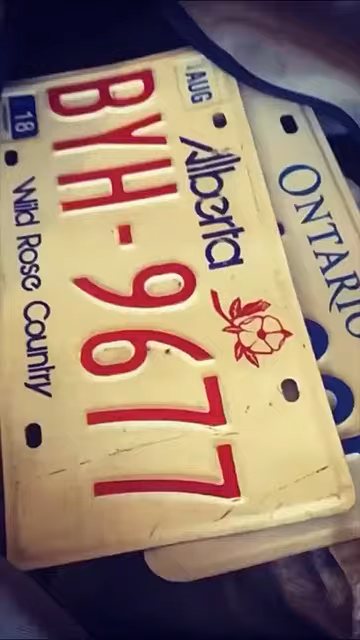 AUG
Alberta
BYH-9677
18
Wild Rose Country
ONTARIO